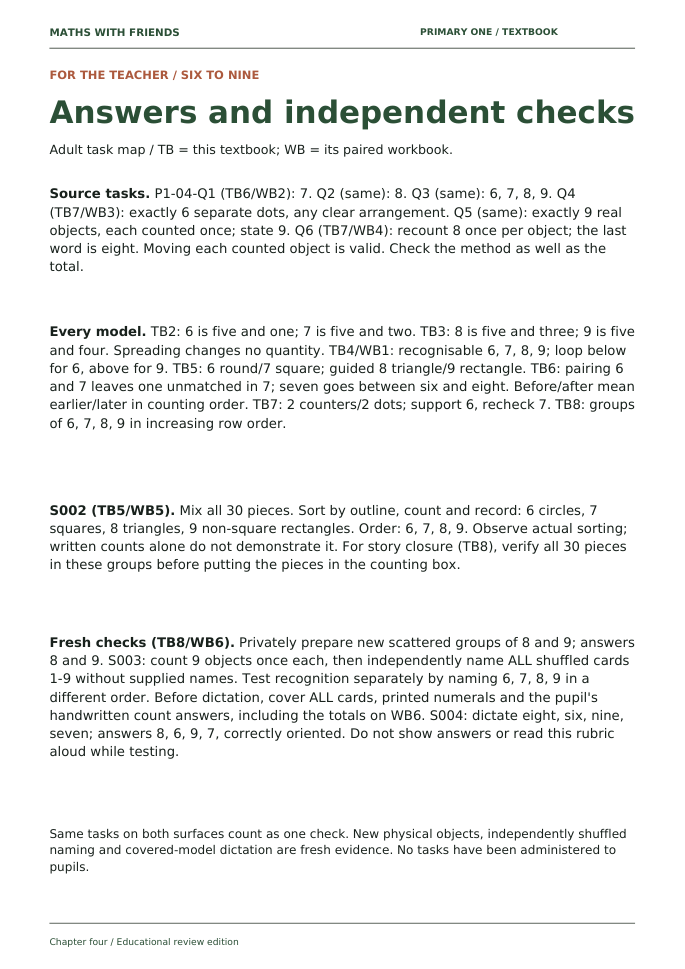 MATHS WITH FRIENDS
PRIMARY ONE / TEXTBOOK
FOR THE TEACHER / SIX TO NINE
Answers and independent checks
Adult task map / TB = this textbook; WB = its paired workbook.
Source tasks. P1-04-Q1 (TB6/WB2): 7. Q2 (same): 8. Q3 (same): 6, 7, 8, 9. Q4
(TB7/WB3): exactly 6 separate dots, any clear arrangement. Q5 (same): exactly 9 real
objects, each counted once; state 9. Q6 (TB7/WB4): recount 8 once per object; the last
word is eight. Moving each counted object is valid. Check the method as well as the
total.
Every model. TB2: 6 is five and one; 7 is five and two. TB3: 8 is five and three; 9 is five
and four. Spreading changes no quantity. TB4/WB1: recognisable 6, 7, 8, 9; loop below
for 6, above for 9. TB5: 6 round/7 square; guided 8 triangle/9 rectangle. TB6: pairing 6
and 7 leaves one unmatched in 7; seven goes between six and eight. Before/after mean
earlier/later in counting order. TB7: 2 counters/2 dots; support 6, recheck 7. TB8: groups
of 6, 7, 8, 9 in increasing row order.
S002 (TB5/WB5). Mix all 30 pieces. Sort by outline, count and record: 6 circles, 7
squares, 8 triangles, 9 non-square rectangles. Order: 6, 7, 8, 9. Observe actual sorting;
written counts alone do not demonstrate it. For story closure (TB8), verify all 30 pieces
in these groups before putting the pieces in the counting box.
Fresh checks (TB8/WB6). Privately prepare new scattered groups of 8 and 9; answers
8 and 9. S003: count 9 objects once each, then independently name ALL shuffled cards
1-9 without supplied names. Test recognition separately by naming 6, 7, 8, 9 in a
different order. Before dictation, cover ALL cards, printed numerals and the pupil's
handwritten count answers, including the totals on WB6. S004: dictate eight, six, nine,
seven; answers 8, 6, 9, 7, correctly oriented. Do not show answers or read this rubric
aloud while testing.
Same tasks on both surfaces count as one check. New physical objects, independently shuffled
naming and covered-model dictation are fresh evidence. No tasks have been administered to
pupils.
Chapter four / Educational review edition